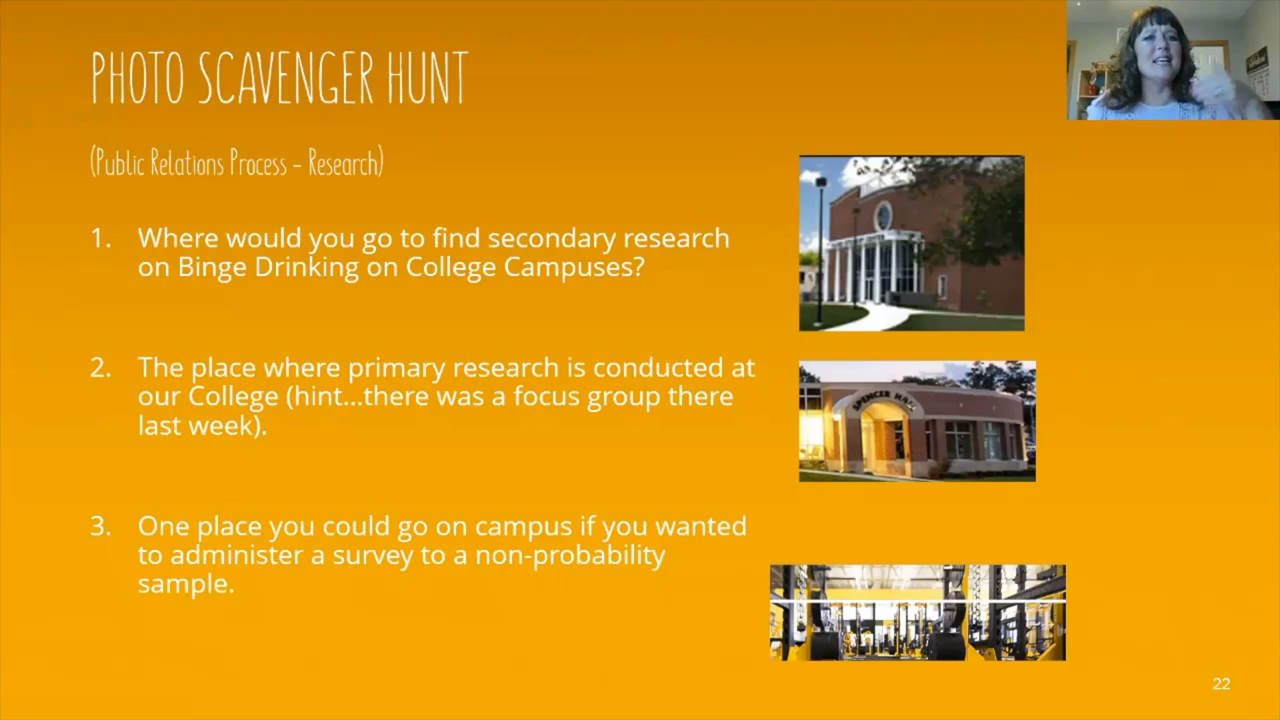 PHOTO SCAVENGER HUNT
(Public Relations Process – Research)
1. Where would you go to find secondary research
on Binge Drinking on College Campuses?
2. The place where primary research is conducted at
our College (hint...there was a focus group there
last week).
3. One place you could go on campus if you wanted
to administer a survey to a non-probability
sample.
SPENCER HALL
22